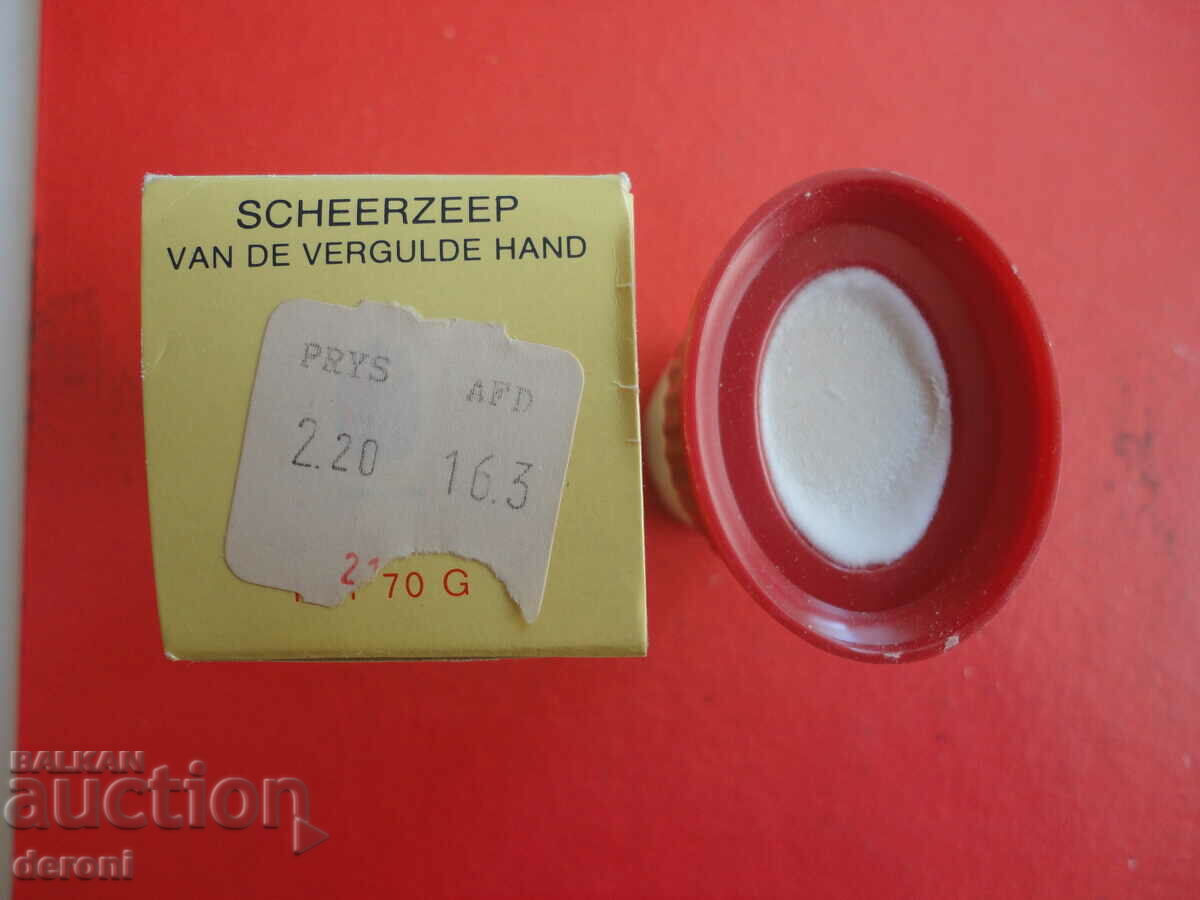 SCHEERZEEP
VAN DE VERGULDE HAND
PRYS AFD
2.20 16.3
70 G
BALKAN
auction
deroni